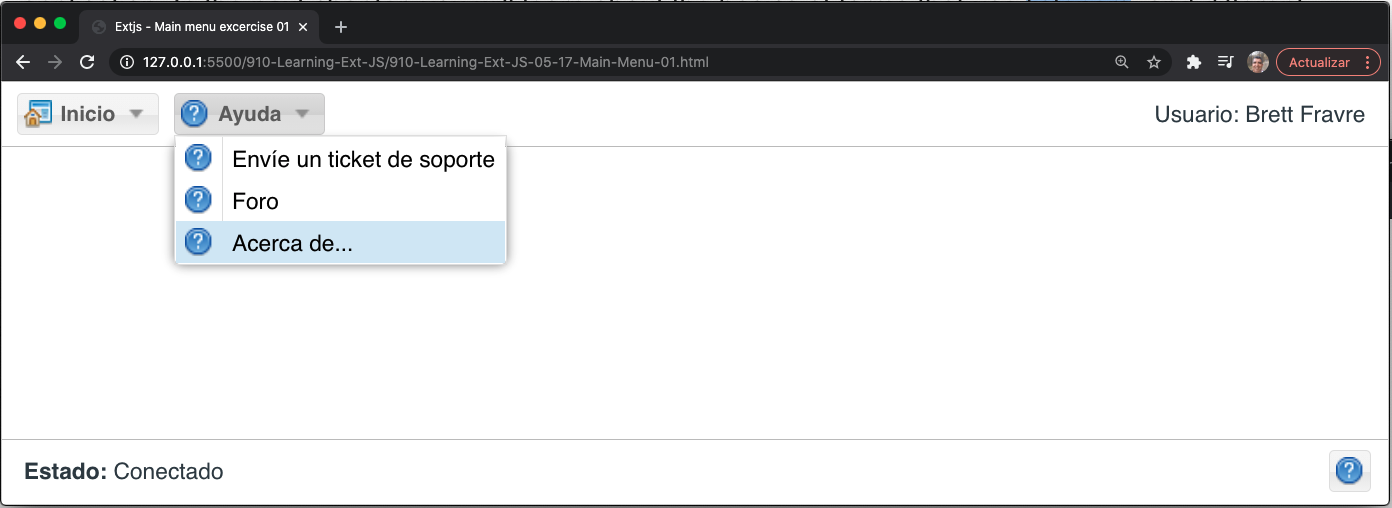 Extjs - Main menu excercise 01
127.0.0.1:5500/910-Learning-Ext-JS/910-Learning-Ext-JS-05-17-Main-Menu-01.html
Actualizar
Inicio
Ayuda
Usuario: Brett Fravre
Envíe un ticket de soporte
Foro
Acerca de...
Estado: Conectado